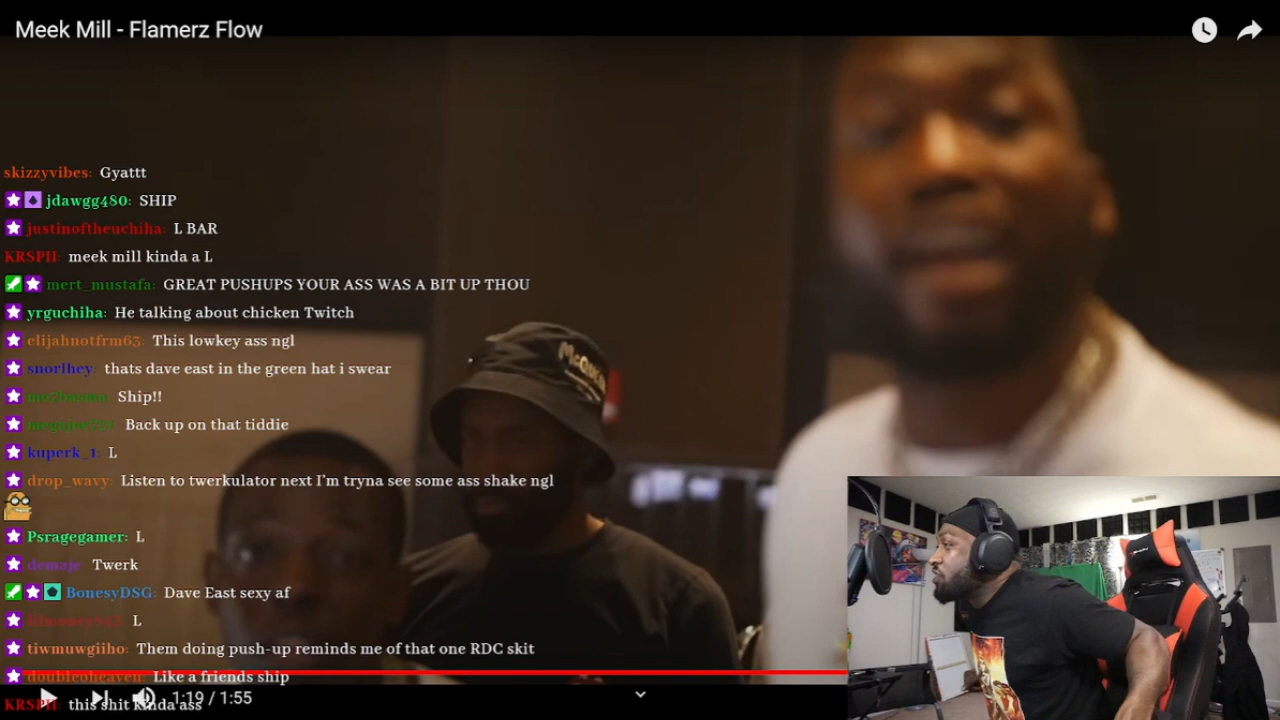 Meek Mill - Flamerz Flow
skizzyvibes: Gyattt
jdawgg480: SHIP
justinoftheuchiha: L BAR
KRSPII: meek mill kinda a L
mert_mustafa: GREAT PUSHUPS YOUR ASS WAS A BIT UP THOU
yrguchiha: He talking about chicken Twitch
elijahnotfrm63: This lowkey ass ngl
snorlhey: thats dave east in the green hat i swear
Ship!!
Back up on that tiddie
kuperk_1: L
drop_wavy: Listen to twerkulator next I'm tryna see some ass shake ngl
Psragegamer: L
demaje: Twerk
BonesyDSG: Dave East sexy af
L
tiwmuwgiiho: Them doing push-up reminds me of that one RDC skit
doubleoheaven: Like a friends ship
KRSPII: this shit kinda ass
1:19 / 1:55